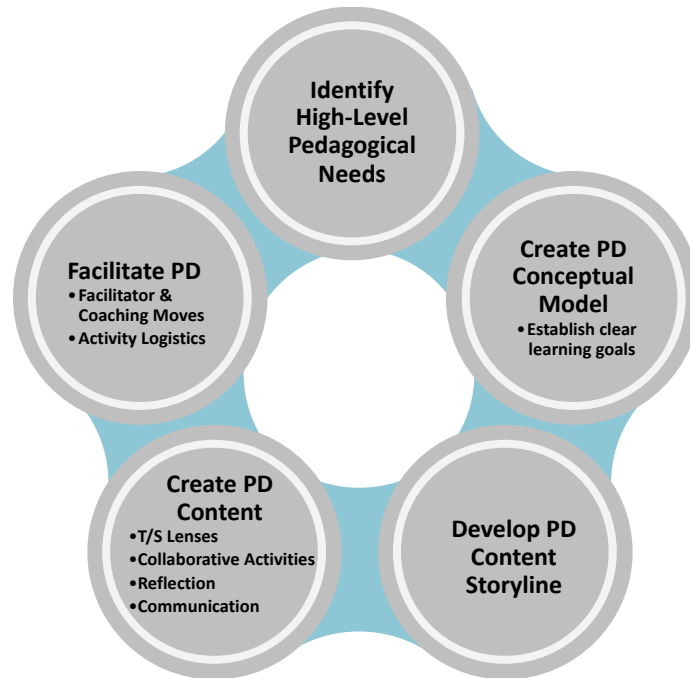 Identify
High-Level
Pedagogical
Needs
Create PD
Conceptual
Model
•Establish clear
learning goals
Develop PD
Content
Storyline
Create PD
Content
•T/S Lenses
•Collaborative Activities
•Reflection
•Communication
Facilitate PD
•Facilitator &
Coaching Moves
•Activity Logistics